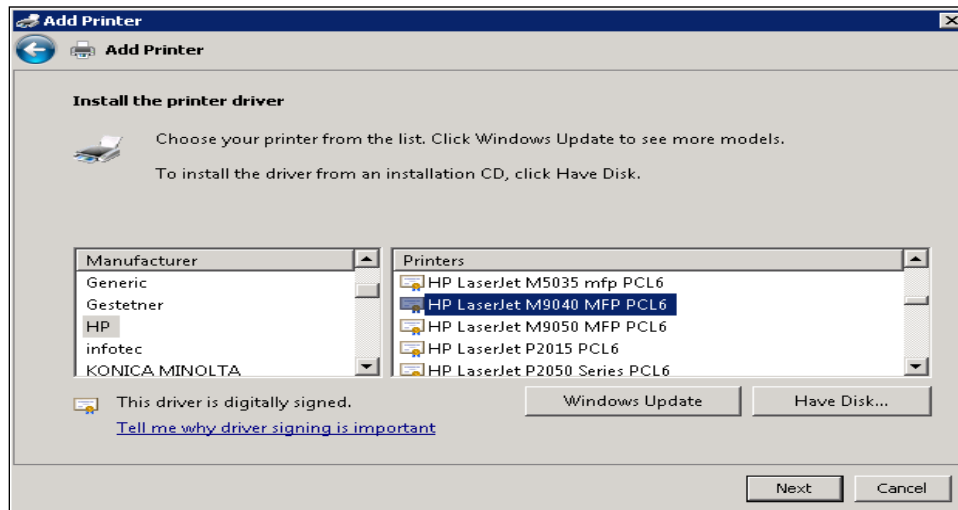 Add Printer
Add Printer
Install the printer driver
Choose your printer from the list. Click Windows Update to see more models.
To install the driver from an installation CD, click Have Disk.
Manufacturer
Generic
Gestetner
HP
infotec
KONICA MINOLTA
Printers
HP LaserJet M5035 mfp PCL6
HP LaserJet M9040 MFP PCL6
HP LaserJet M9050 MFP PCL6
HP LaserJet P2015 PCL6
HP LaserJet P2050 Series PCL6
This driver is digitally signed.
Tell me why driver signing is important
Windows Update
Have Disk...
Next
Cancel